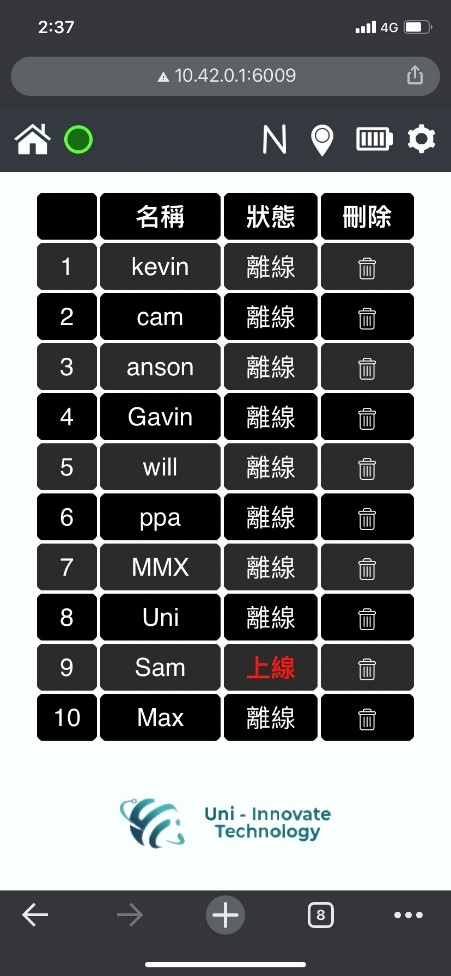 2:37
4G
10.42.0.1:6009
N
名稱 狀態 刪除
1 kevin 離線
2 cam 離線
3 anson 離線
4 Gavin 離線
5 will 離線
6 ppa 離線
7 MMX 離線
8 Uni 離線
9 Sam 上線
10 Max 離線
Uni - Innovate
Technology
8